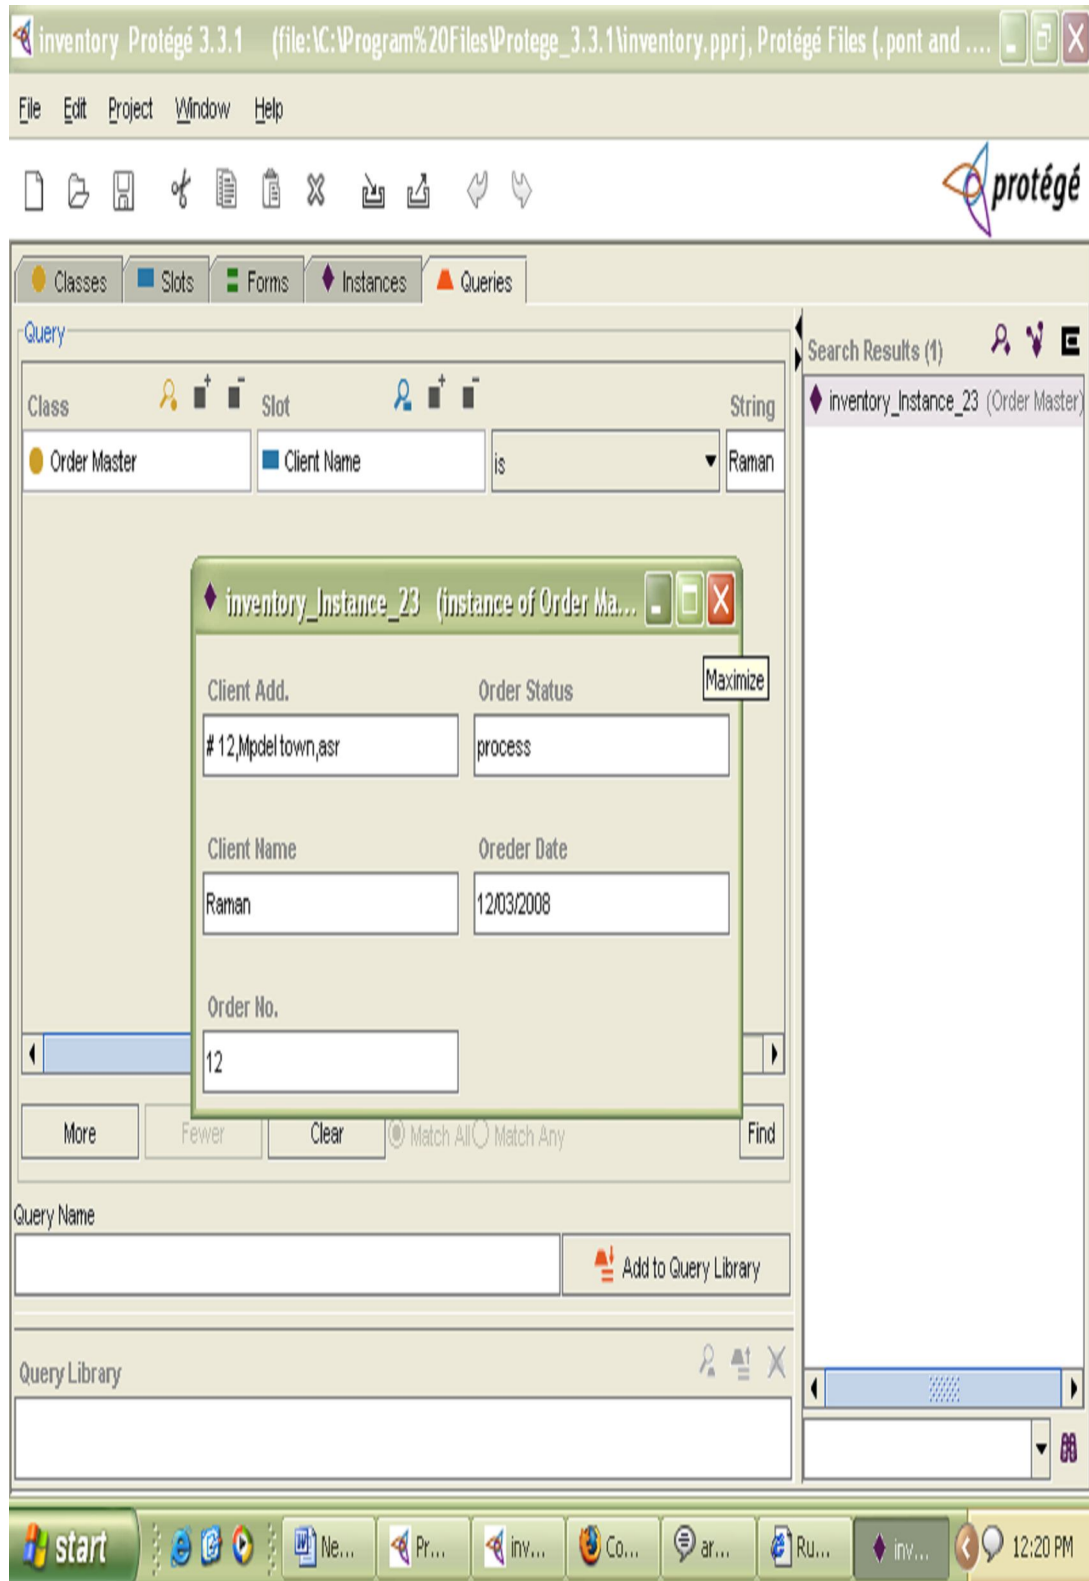 inventory Protégé 3.3.1 (file:\C:\Program%20Files\Protege_3.3.1\inventory.pprj, Protégé Files (.pont and ....
File Edit Project Window Help
protégé
Classes Slots Forms Instances Queries
Query
Search Results (1)
Class Slot String
inventory_Instance_23 (Order Master)
Order Master Client Name is Raman
inventory_Instance_23 (instance of Order Ma...
Maximize
Client Add. Order Status
# 12,Mpdel town,asr process
Client Name Oreder Date
Raman 12/03/2008
Order No.
12
More Fewer Clear Match All Match Any Find
Query Name
Add to Query Library
Query Library
start Ne... Pr... inv... Co... ar... Ru... inv... 12:20 PM